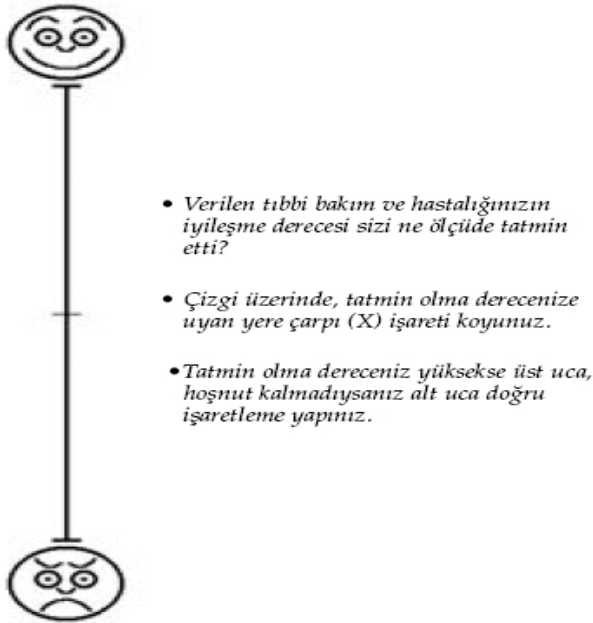 • Verilen tıbbi bakım ve hastalığınızın
iyileşme derecesi sizi ne ölçüde tatmin
etti?
• Çizgi üzerinde, tatmin olma derecenize
uyan yere çarpı (X) işareti koyunuz.
• Tatmin olma dereceniz yüksekse üst uca,
hoşnut kalmadıysanız alt uca doğru
işaretleme yapınız.